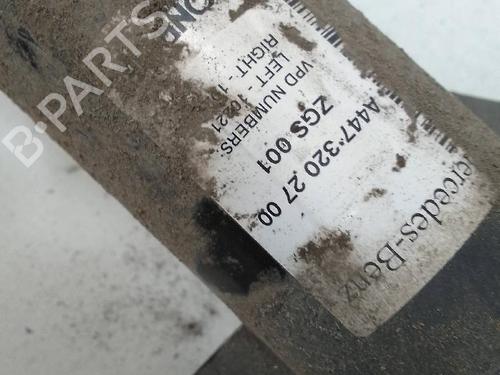 B-PARTS
Mercedes-Benz
A447 320 27 00
ZGS 001
VPD NUMBERS:
LEFT -
RIGHT -